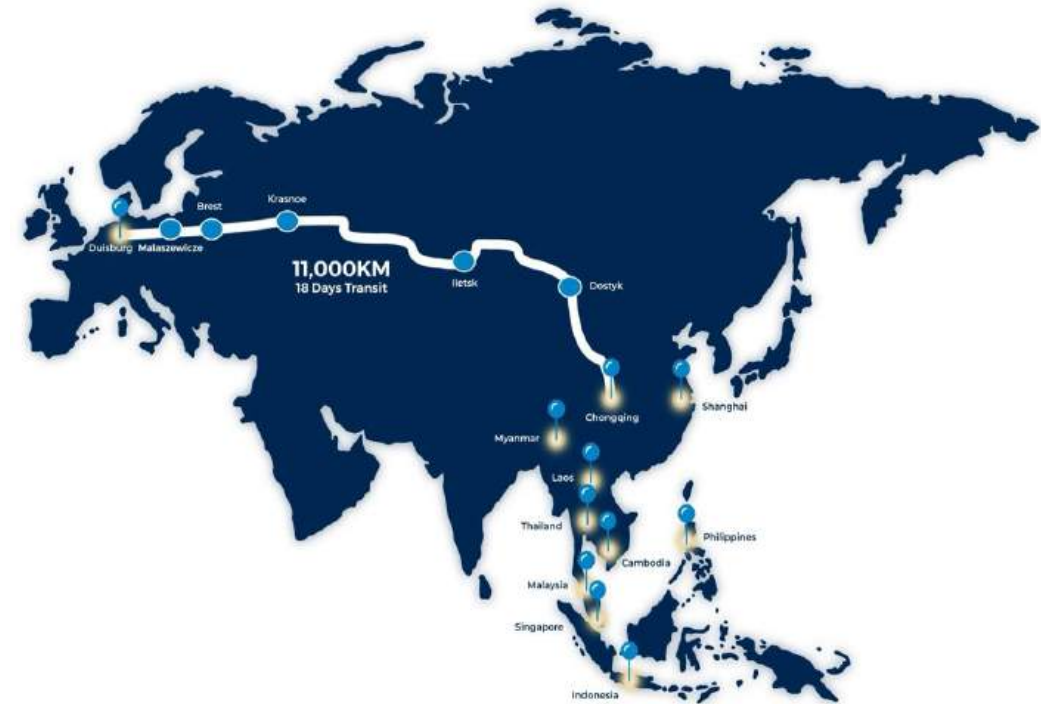 Krasnoe
Brest
Duisburg
Malaszewicze
11,000KM
18 Days Transit
Iletsk
Dostyk
Chongqing
Shanghai
Myanmar
Laos
Thailand
Philippines
Cambodia
Malaysia
Singapore
Indonesia